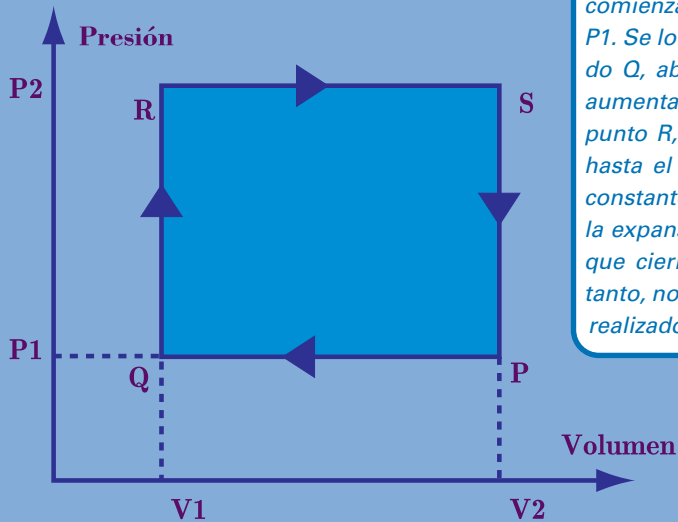 Presión
P2
R
S
P1
Q
P
Volumen
V1
V2
comienza
P1. Se lo
do Q, ab
aumenta
punto R,
hasta el
constant
la expans
que cierr
tanto, no
realizado